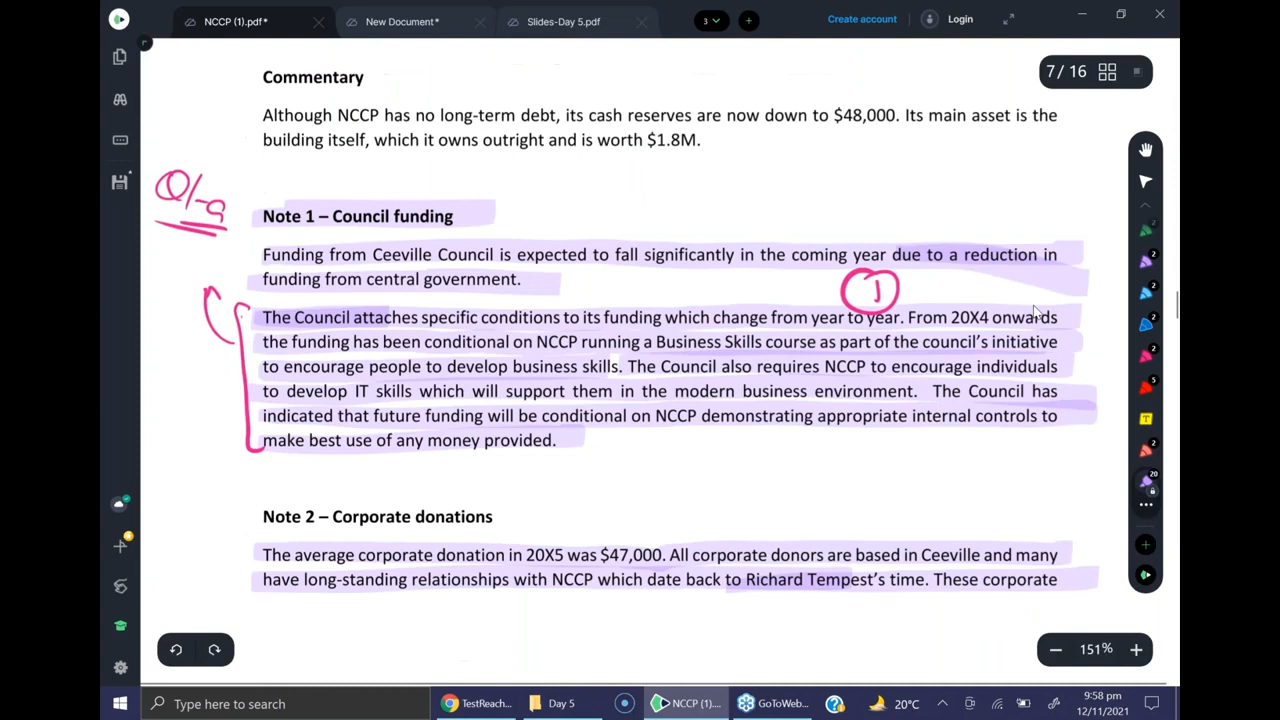 NCCP (1).pdf*
New Document*
Slides-Day 5.pdf
3
Create account
Login
7/ 16
Commentary
Although NCCP has no long-term debt, its cash reserves are now down to $48,000. Its main asset is the
building itself, which it owns outright and is worth $1.8M.
Q1-a
Note 1 – Council funding
Funding from Ceeville Council is expected to fall significantly in the coming year due to a reduction in
funding from central government.
1
The Council attaches specific conditions to its funding which change from year to year. From 20X4 onwards
the funding has been conditional on NCCP running a Business Skills course as part of the council's initiative
to encourage people to develop business skills. The Council also requires NCCP to encourage individuals
to develop IT skills which will support them in the modern business environment. The Council has
indicated that future funding will be conditional on NCCP demonstrating appropriate internal controls to
make best use of any money provided.
Note 2 – Corporate donations
The average corporate donation in 20X5 was $47,000. All corporate donors are based in Ceeville and many
have long-standing relationships with NCCP which date back to Richard Tempest's time. These corporate
2
2
2
2
2
5
T
2
20
151%
Type here to search
TestReach...
Day 5
NCCP (1)....
GoToWeb...
20°C
9:58 pm
12/11/2021